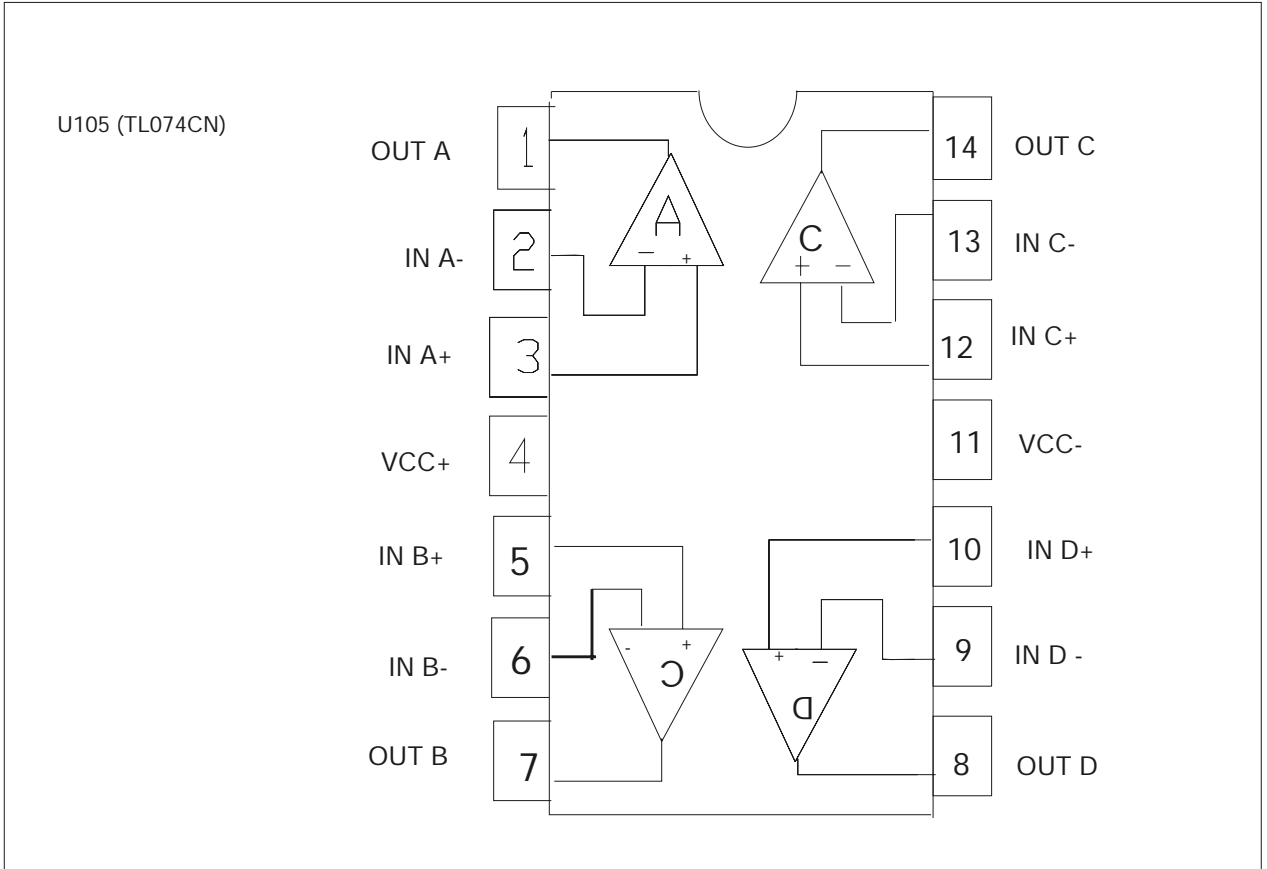 U105 (TL074CN)
OUT A
1
14
OUT C
A
C
+ −
− +
IN A-
2
13
IN C-
IN A+
3
12
IN C+
VCC+
4
11
VCC-
IN B+
5
10
IN D+
IN B-
6
9
IN D -
- +
+ −
C
D
OUT B
7
8
OUT D